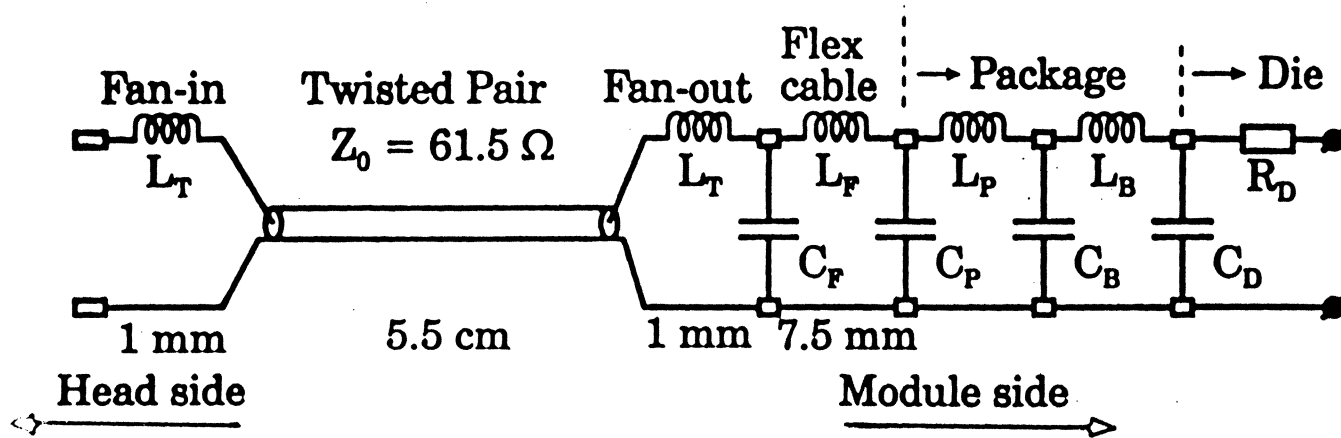 Fan-in
Twisted Pair
Z₀ = 61.5 Ω
Fan-out
Flex
cable
→ Package
→ Die
L_T
L_T
L_F
L_P
L_B
R_D
C_F
C_P
C_B
C_D
1 mm
5.5 cm
1 mm
7.5 mm
Head side
Module side